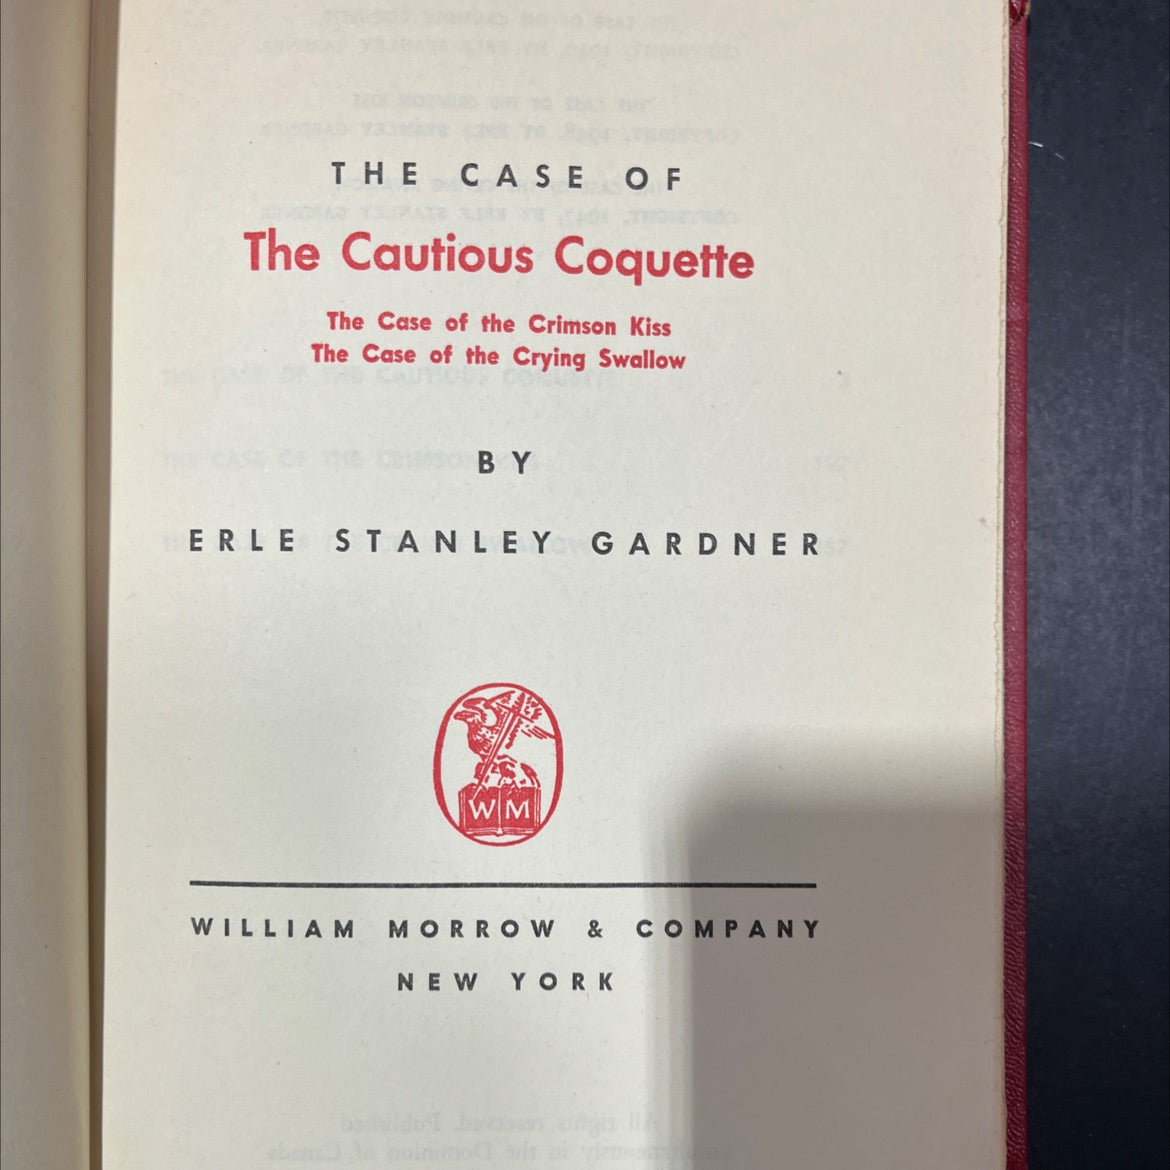 THE CASE OF
The Cautious Coquette
The Case of the Crimson Kiss
The Case of the Crying Swallow
BY
ERLE STANLEY GARDNER
W M
WILLIAM MORROW & COMPANY
NEW YORK